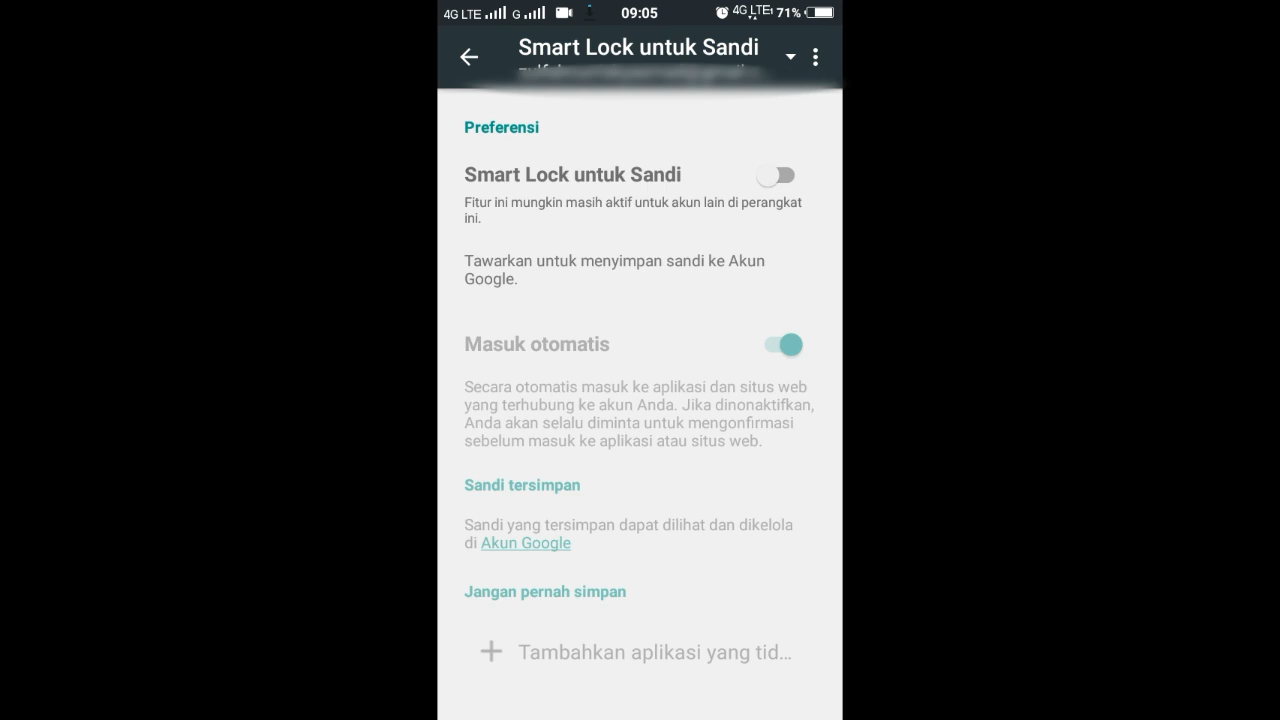 4G LTE G 09:05 4G LTE 71%
Smart Lock untuk Sandi
Preferensi
Smart Lock untuk Sandi
Fitur ini mungkin masih aktif untuk akun lain di perangkat
ini.
Tawarkan untuk menyimpan sandi ke Akun
Google.
Masuk otomatis
Secara otomatis masuk ke aplikasi dan situs web
yang terhubung ke akun Anda. Jika dinonaktifkan,
Anda akan selalu diminta untuk mengonfirmasi
sebelum masuk ke aplikasi atau situs web.
Sandi tersimpan
Sandi yang tersimpan dapat dilihat dan dikelola
di Akun Google
Jangan pernah simpan
Tambahkan aplikasi yang tid...